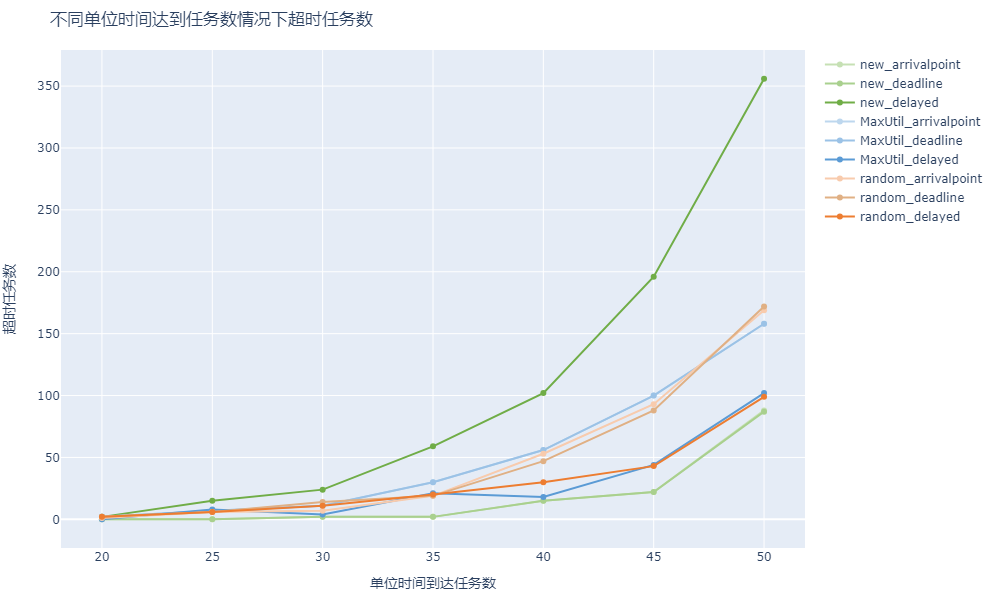 不同单位时间达到任务数情况下超时任务数
超时任务数
350
300
250
200
150
100
50
0
20 25 30 35 40 45 50
单位时间到达任务数
new_arrivalpoint
new_deadline
new_delayed
MaxUtil_arrivalpoint
MaxUtil_deadline
MaxUtil_delayed
random_arrivalpoint
random_deadline
random_delayed